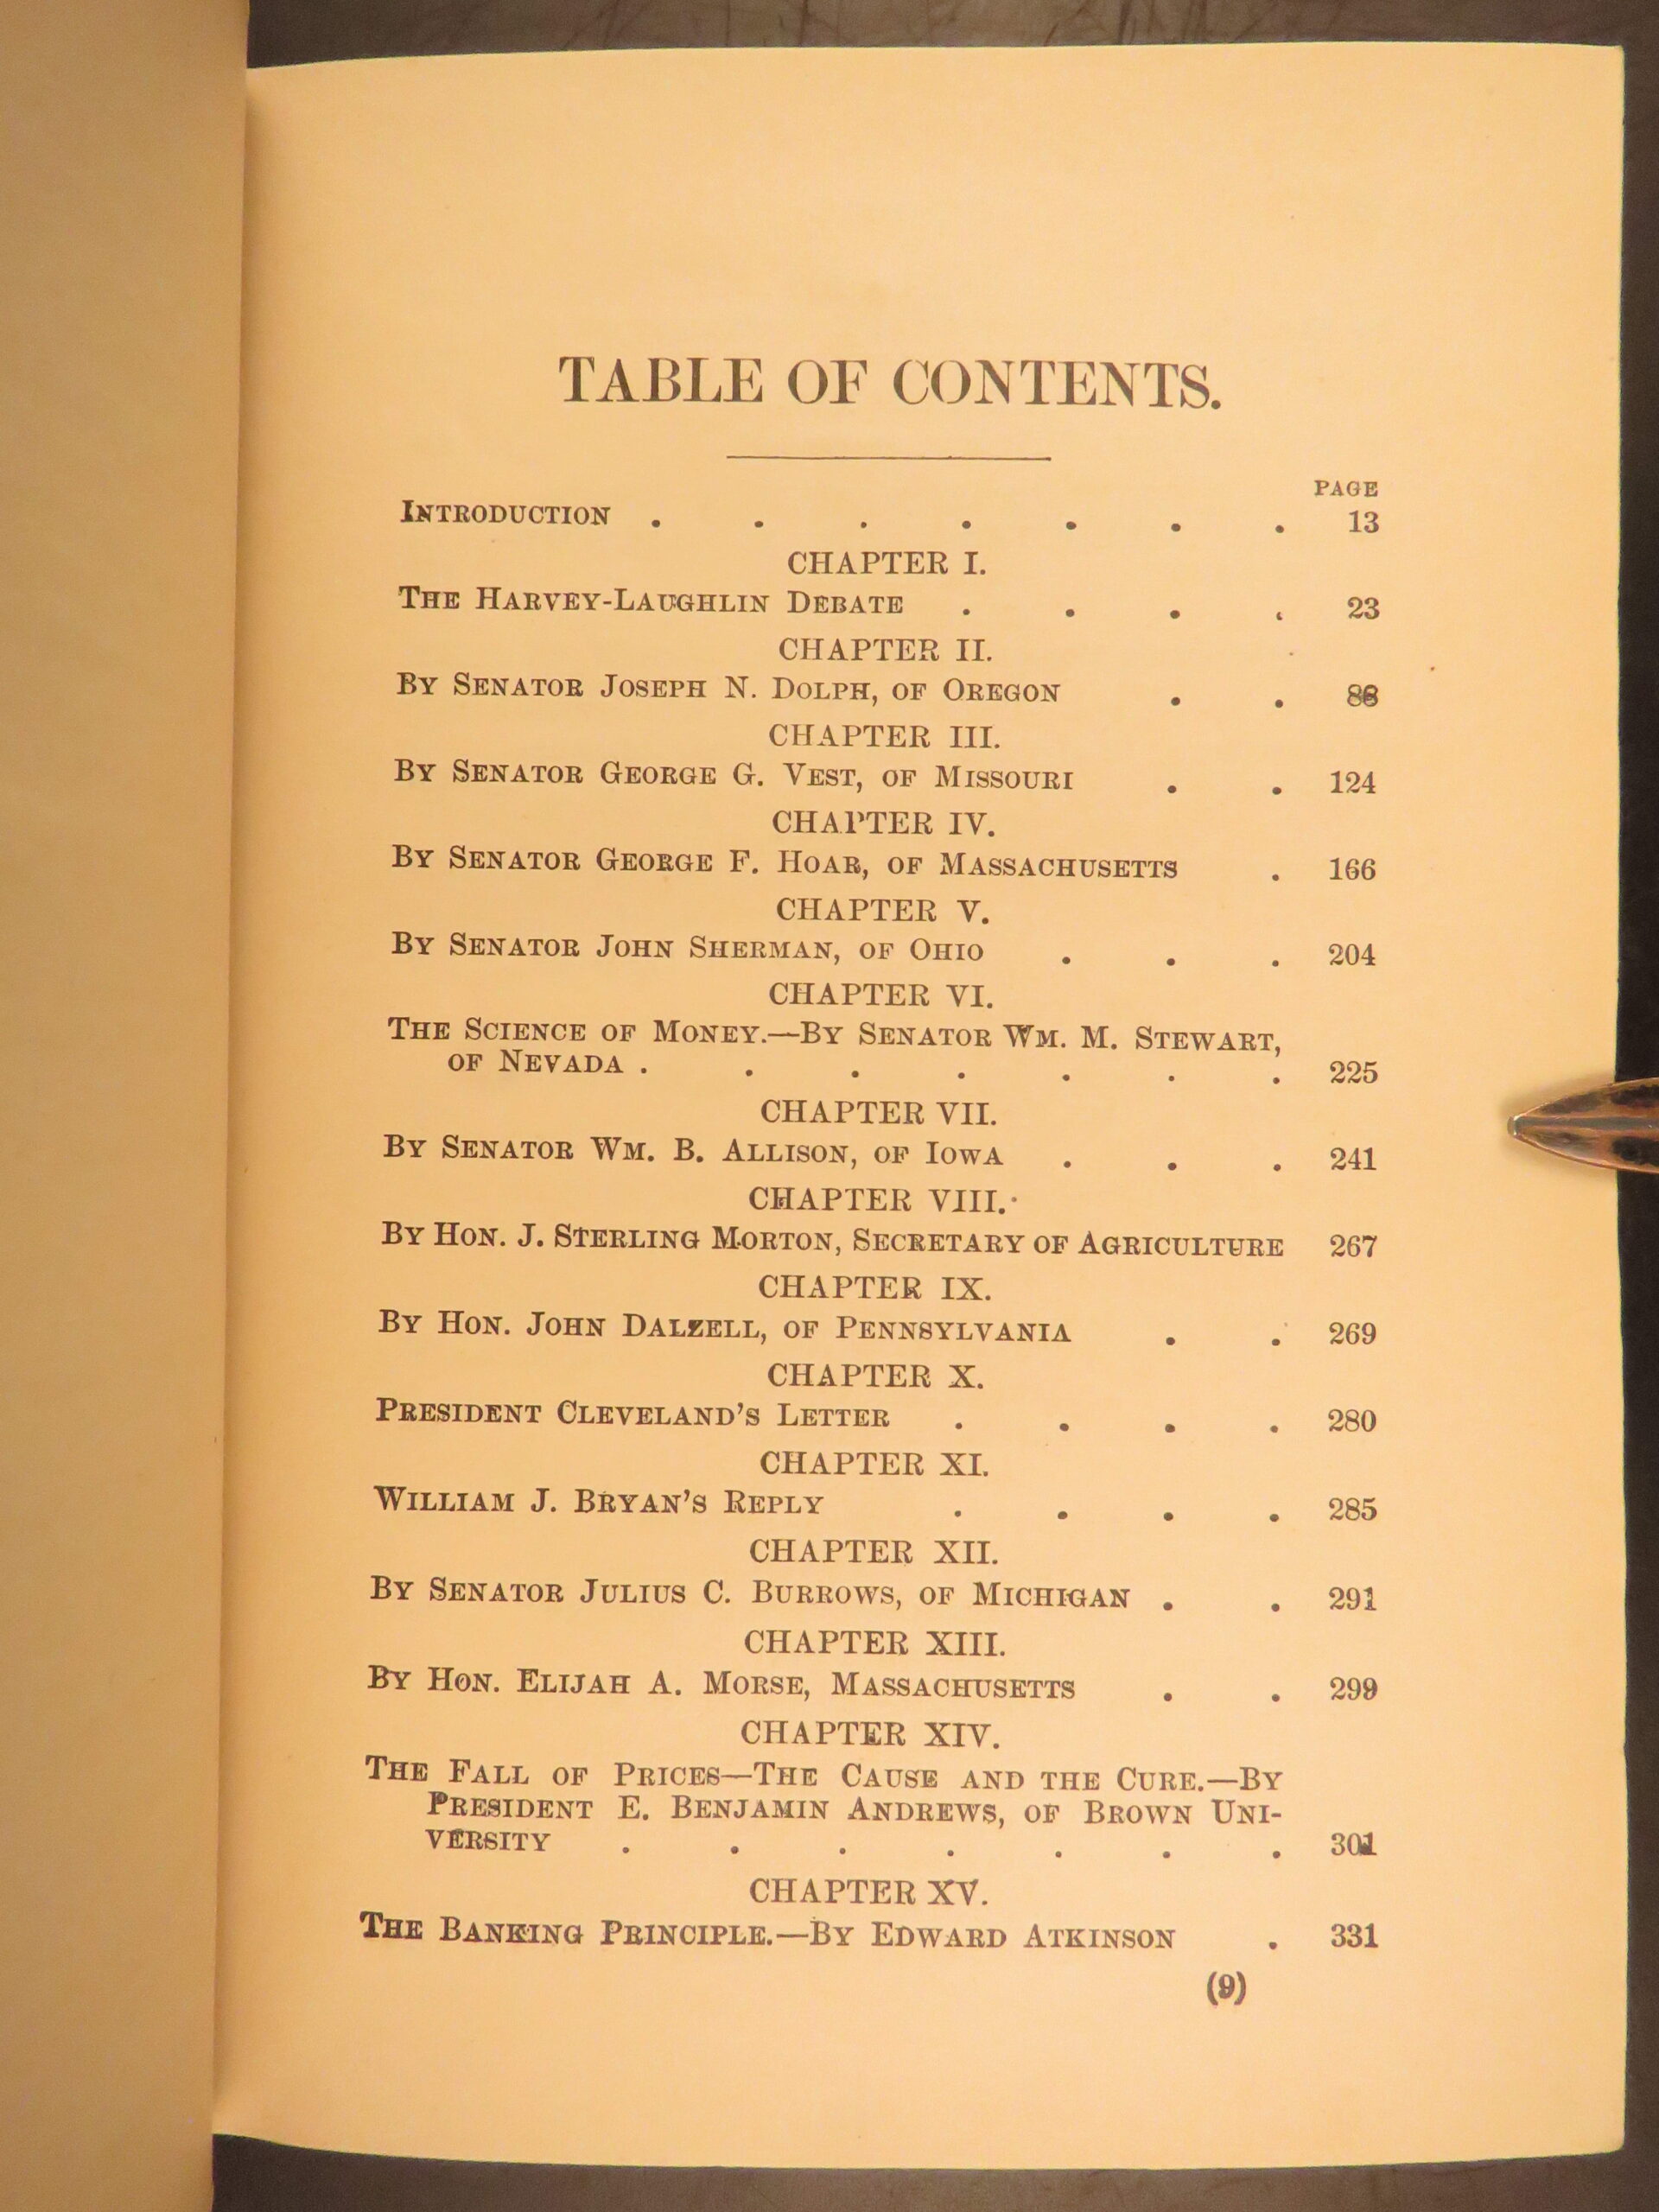 TABLE OF CONTENTS.
PAGE
INTRODUCTION . . . . . . . 13
CHAPTER I.
THE HARVEY-LAUGHLIN DEBATE . . . . 23
CHAPTER II.
BY SENATOR JOSEPH N. DOLPH, OF OREGON . . 88
CHAPTER III.
BY SENATOR GEORGE G. VEST, OF MISSOURI . . 124
CHAPTER IV.
BY SENATOR GEORGE F. HOAR, OF MASSACHUSETTS . 166
CHAPTER V.
BY SENATOR JOHN SHERMAN, OF OHIO . . . 204
CHAPTER VI.
THE SCIENCE OF MONEY.—BY SENATOR WM. M. STEWART,
OF NEVADA . . . . . . . 225
CHAPTER VII.
BY SENATOR WM. B. ALLISON, OF IOWA . . . 241
CHAPTER VIII.
BY HON. J. STERLING MORTON, SECRETARY OF AGRICULTURE 267
CHAPTER IX.
BY HON. JOHN DALZELL, OF PENNSYLVANIA . . 269
CHAPTER X.
PRESIDENT CLEVELAND'S LETTER . . . . 280
CHAPTER XI.
WILLIAM J. BRYAN'S REPLY . . . . 285
CHAPTER XII.
BY SENATOR JULIUS C. BURROWS, OF MICHIGAN . . 291
CHAPTER XIII.
BY HON. ELIJAH A. MORSE, MASSACHUSETTS . . 299
CHAPTER XIV.
THE FALL OF PRICES—THE CAUSE AND THE CURE.—BY
PRESIDENT E. BENJAMIN ANDREWS, OF BROWN UNI-
VERSITY . . . . . . . 301
CHAPTER XV.
THE BANKING PRINCIPLE.—BY EDWARD ATKINSON . 331
(9)